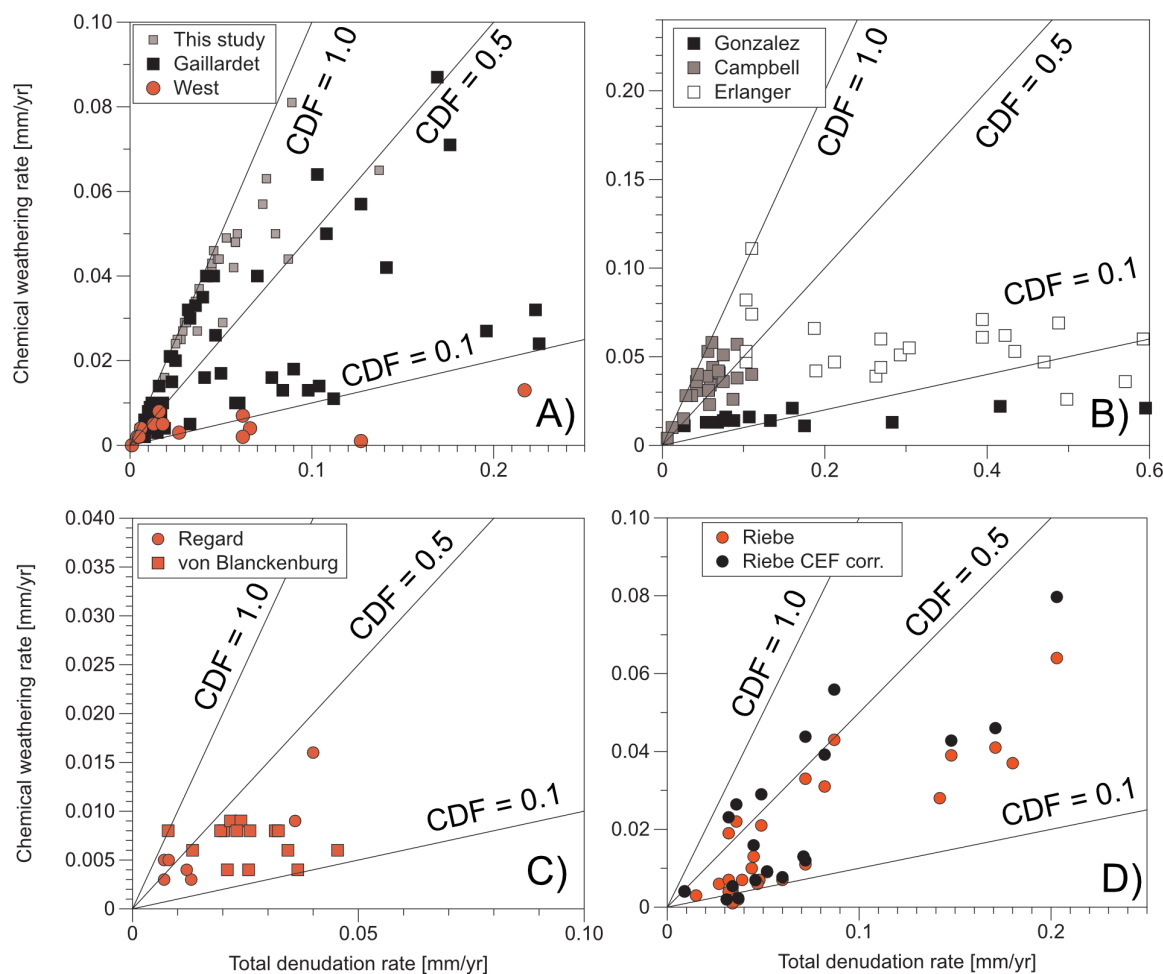 0.10
0.08
0.06
0.04
0.02
0
0
0.1
0.2
Chemical weathering rate [mm/yr]
This study
Gaillardet
West
CDF = 1.0
CDF = 0.5
CDF = 0.1
A)
0.20
0.15
0.10
0.05
0
0
0.2
0.4
0.6
Gonzalez
Campbell
Erlanger
CDF = 1.0
CDF = 0.5
CDF = 0.1
B)
0.040
0.035
0.030
0.025
0.020
0.015
0.010
0.005
0
0
0.05
0.10
Chemical weathering rate [mm/yr]
Total denudation rate [mm/yr]
Regard
von Blanckenburg
CDF = 1.0
CDF = 0.5
CDF = 0.1
C)
0.10
0.08
0.06
0.04
0.02
0
0
0.1
0.2
Total denudation rate [mm/yr]
Riebe
Riebe CEF corr.
CDF = 1.0
CDF = 0.5
CDF = 0.1
D)